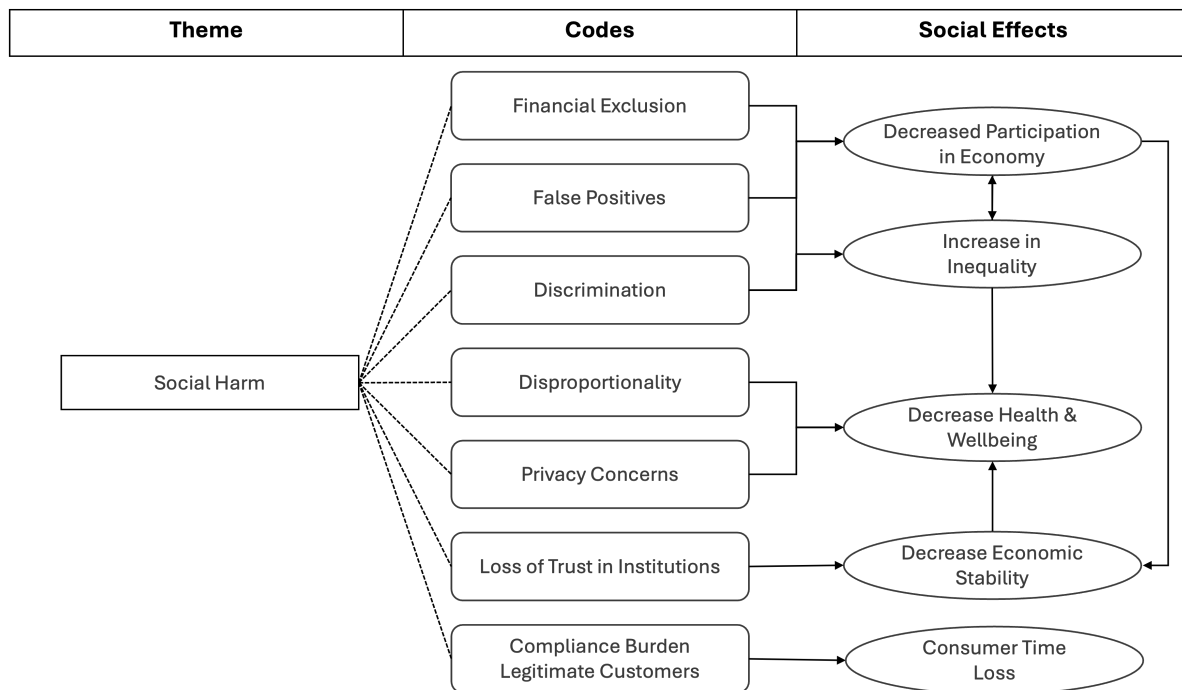 Theme
Codes
Social Effects
Financial Exclusion
Decreased Participation
in Economy
False Positives
Increase in
Inequality
Discrimination
Social Harm
Disproportionality
Decrease Health &
Wellbeing
Privacy Concerns
Loss of Trust in Institutions
Decrease Economic
Stability
Compliance Burden
Legitimate Customers
Consumer Time
Loss